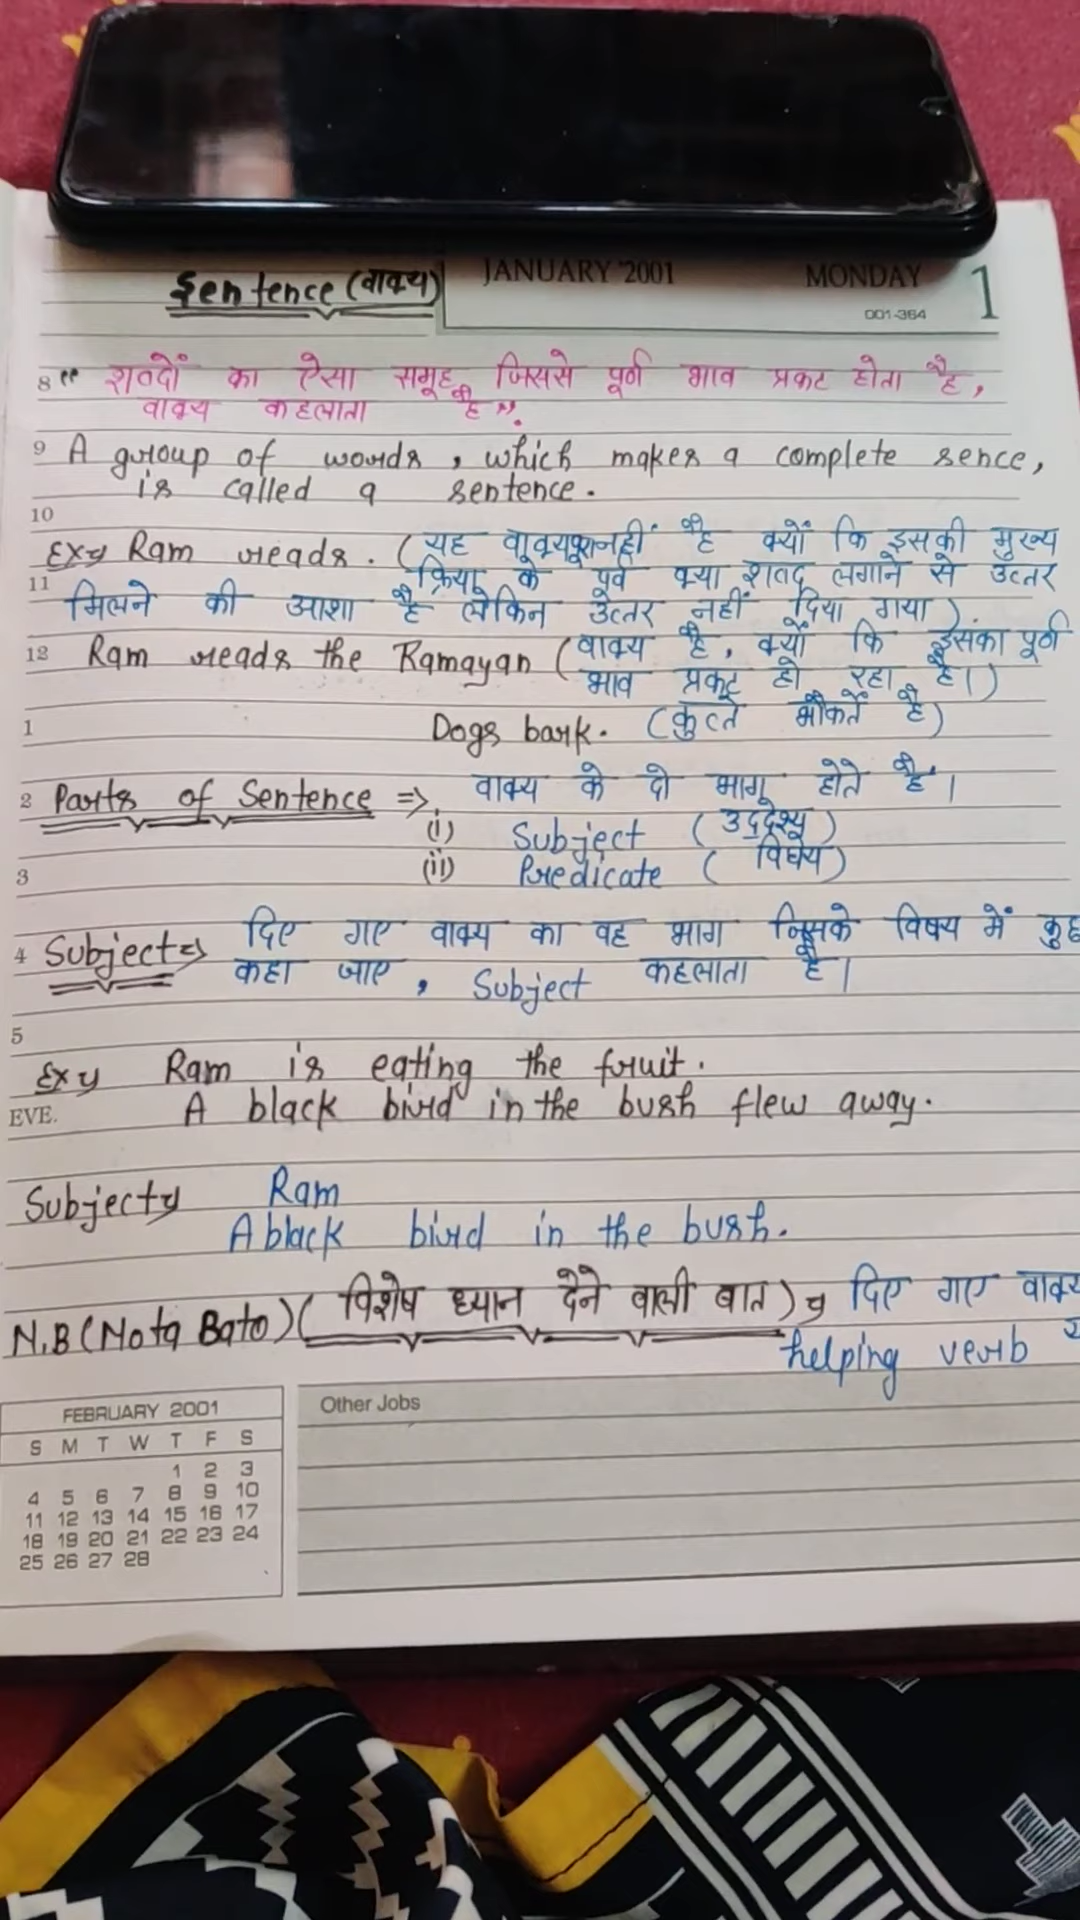 Sentence (वाक्य)
JANUARY 2001 MONDAY 1
001-364
8 " शब्दों का ऐसा समूह जिससे पूर्ण भाव प्रकट होता है,
वाक्य कहलाता है".
9 A group of words, which makes a complete sence,
is called a sentence.
10
Ex⇒ Ram reads. (यह वाक्य नहीं है क्यों कि इसकी मुख्य
11 क्रिया के पूर्व क्या शब्द लगाने से उत्तर
मिलने की आशा है लेकिन उत्तर नहीं दिया गया)
12 Ram reads the Ramayan (वाक्य है, क्यों कि इसका पूर्ण
भाव प्रकट हो रहा है।)
1 Dogs bark. (कुत्ते भौंकतें है)
2 Parts of Sentence ⇒ वाक्य के दो भाग होते है।
(i) Subject (उद्देश्य)
3 (ii) Predicate (विधेय)
4 Subject⇒ दिए गए वाक्य का वह भाग जिसके विषय में कुछ
कहा जाए, Subject कहलाता है।
5
Ex⇒ Ram is eating the fruit.
EVE. A black bird in the bush flew away.
Subject⇒ Ram
A black bird in the bush.
N.B (Nota Bato) (विशेष ध्यान देने वाली बात)⇒ दिए गए वाक्य
helping verb
FEBRUARY 2001
S M T W T F S
1 2 3
4 5 6 7 8 9 10
11 12 13 14 15 16 17
18 19 20 21 22 23 24
25 26 27 28
Other Jobs